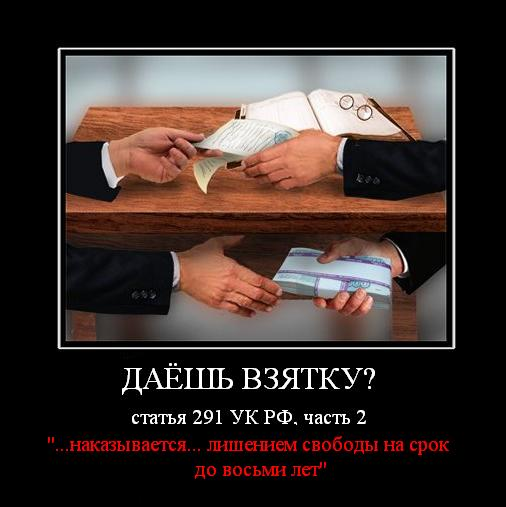 ДАЁШЬ ВЗЯТКУ?
статья 291 УК РФ, часть 2
"...наказывается... лишением свободы на срок
до восьми лет"